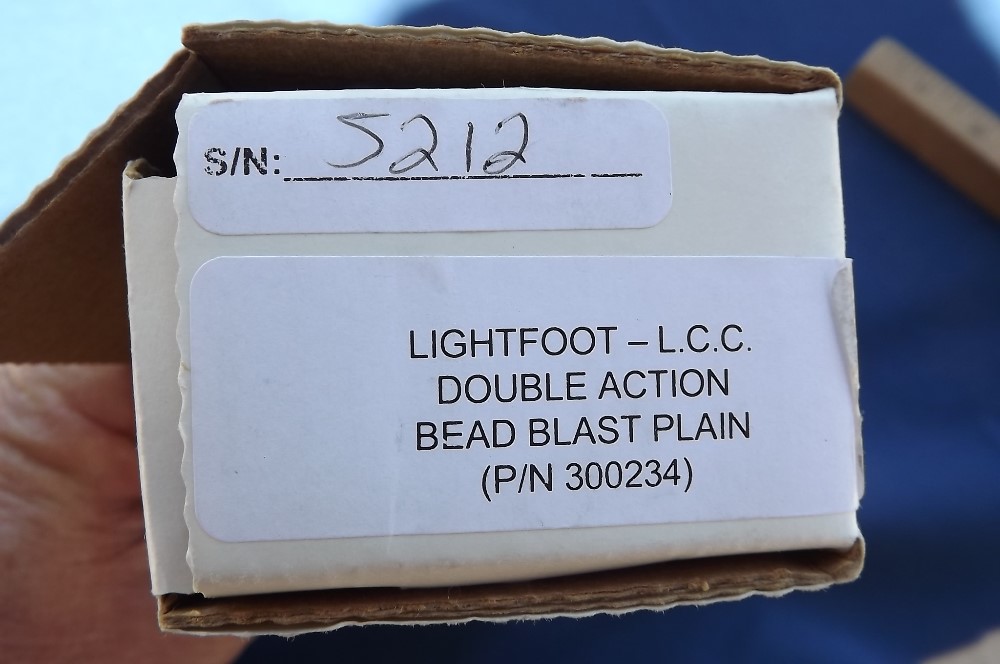 S/N: 5212
LIGHTFOOT – L.C.C.
DOUBLE ACTION
BEAD BLAST PLAIN
(P/N 300234)